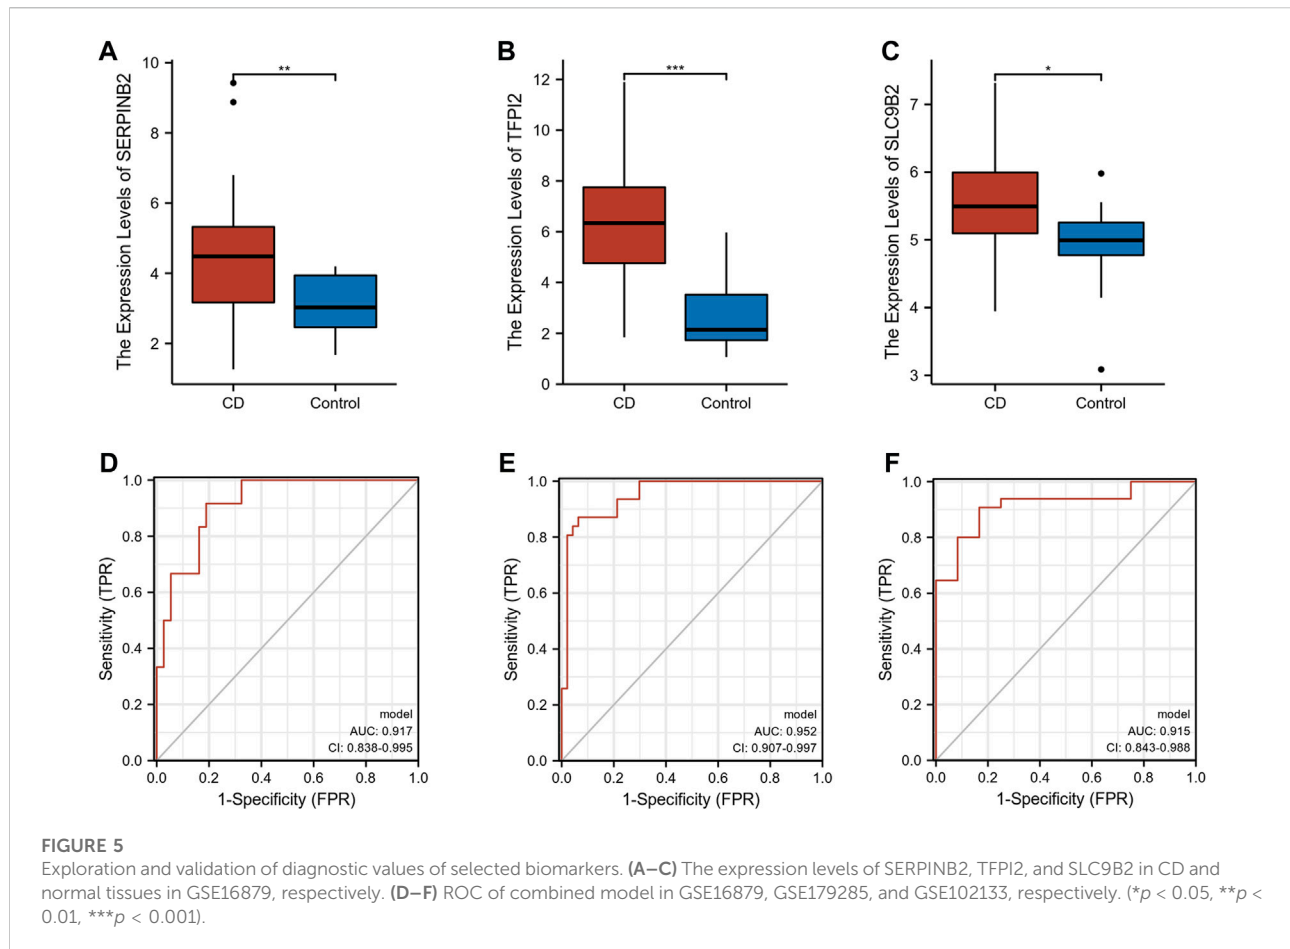 A
B
C
The Expression Levels of SERPINB2
10
8
6
4
2
**
CD
Control
The Expression Levels of TFPI2
12
10
8
6
4
2
0
***
CD
Control
The Expression Levels of SLC9B2
7
6
5
4
3
*
CD
Control
D
E
F
Sensitivity (TPR)
1.0
0.8
0.6
0.4
0.2
0.0
model
AUC: 0.917
CI: 0.838-0.995
0.0 0.2 0.4 0.6 0.8 1.0
1-Specificity (FPR)
Sensitivity (TPR)
1.0
0.8
0.6
0.4
0.2
0.0
model
AUC: 0.952
CI: 0.907-0.997
0.0 0.2 0.4 0.6 0.8 1.0
1-Specificity (FPR)
Sensitivity (TPR)
1.0
0.8
0.6
0.4
0.2
0.0
model
AUC: 0.915
CI: 0.843-0.988
0.0 0.2 0.4 0.6 0.8 1.0
1-Specificity (FPR)
FIGURE 5
Exploration and validation of diagnostic values of selected biomarkers. (A–C) The expression levels of SERPINB2, TFPI2, and SLC9B2 in CD and
normal tissues in GSE16879, respectively. (D–F) ROC of combined model in GSE16879, GSE179285, and GSE102133, respectively. (*p < 0.05, **p <
0.01, ***p < 0.001).